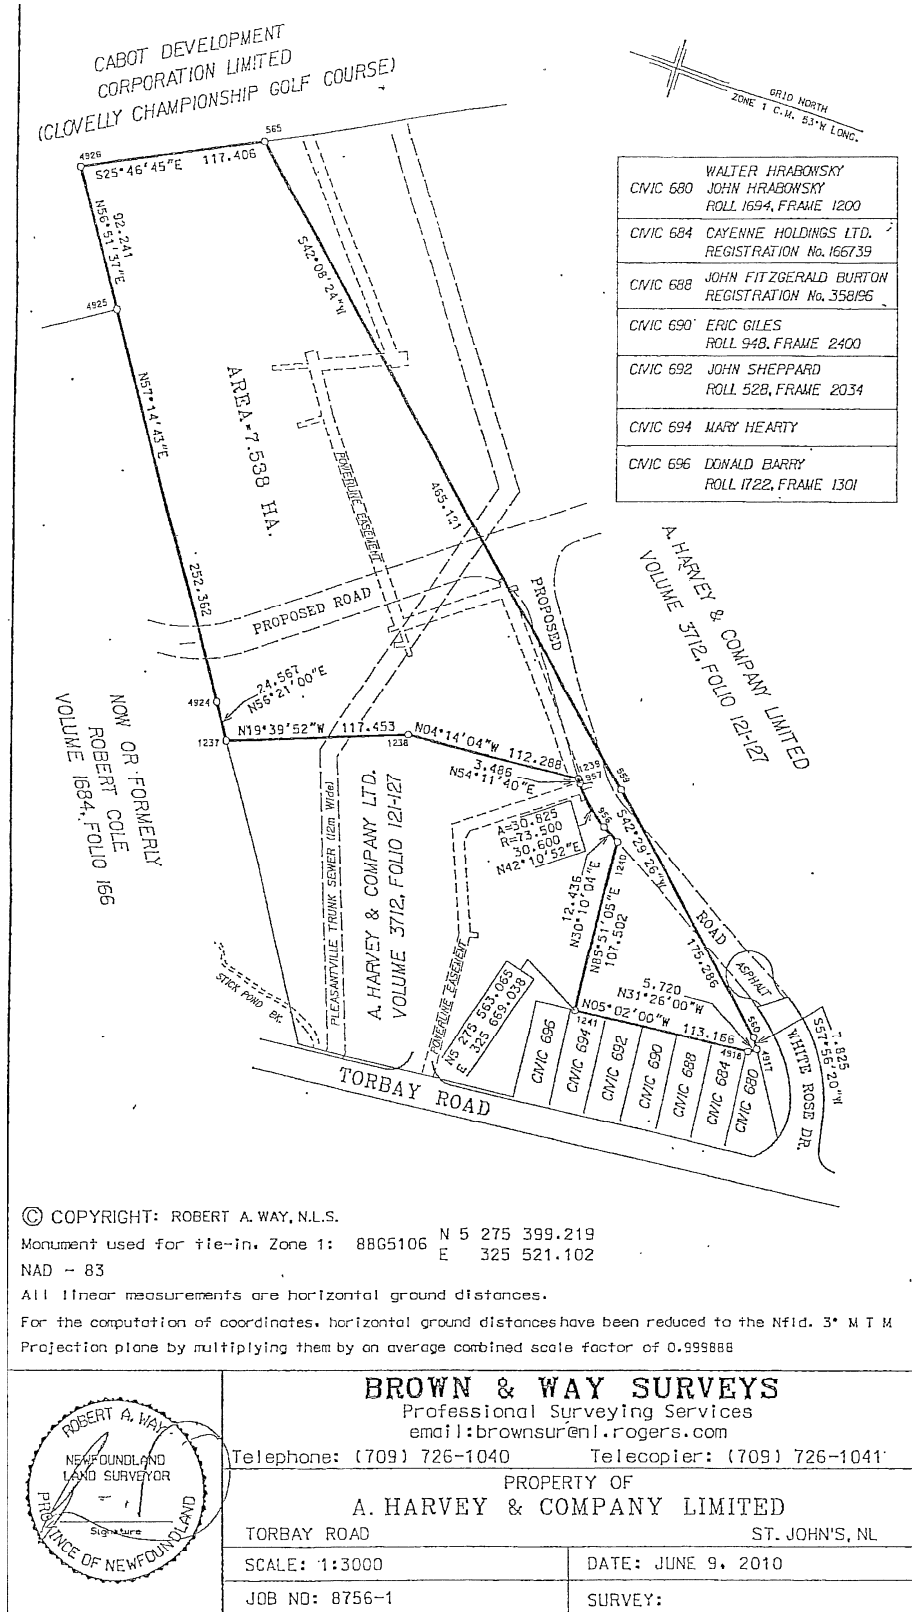 CABOT DEVELOPMENT
CORPORATION LIMITED
(CLOVELLY CHAMPIONSHIP GOLF COURSE)
GRID NORTH
ZONE 1 C.M. 53°W LONG.
4926
565
S25°46'45"E 117.406
92.241
N56°51'37"E
4925
S42°08'24"W
465.121
CIVIC 680
WALTER HRABOWSKY
JOHN HRABOWSKY
ROLL 1694, FRAME 1200
CIVIC 684 CAYENNE HOLDINGS LTD.
REGISTRATION No. 166739
CIVIC 688 JOHN FITZGERALD BURTON
REGISTRATION No. 358196
CIVIC 690 ERIC GILES
ROLL 948, FRAME 2400
CIVIC 692 JOHN SHEPPARD
ROLL 528, FRAME 2034
CIVIC 694 MARY HEARTY
CIVIC 696 DONALD BARRY
ROLL 1722, FRAME 1301
N57°14'43"E
252.362
AREA=7.538 HA.
POWERLINE EASEMENT
PROPOSED ROAD
PROPOSED
A. HARVEY & COMPANY LIMITED
VOLUME 3712, FOLIO 121-127
4924
24.567
N56°21'00"E
1237
N19°39'52"W 117.453
1238
N04°14'04"W 112.288
3.486
N54°11'40"E
1239
957
559
NOW OR FORMERLY
ROBERT COLE
VOLUME 1684, FOLIO 166
PLEASANTVILLE TRUNK SEWER (12m Wide)
A. HARVEY & COMPANY LTD.
VOLUME 3712, FOLIO 121-127
A=30.825
R=73.500
30.600
N42°10'52"E
956
1240
S42°29'26"W
175.286
12.436
N30°10'04"E
N85°51'05"E
107.502
ROAD
ASPHALT
5.720
N31°26'00"W
STICK POND BK.
POWERLINE EASEMENT
N5 275 563.065
E 325 669.038
1241
N05°02'00"W 113.166
560
4918
4917
7.825
S57°56'20"W
WHITE ROSE DR.
CIVIC 696
CIVIC 694
CIVIC 692
CIVIC 690
CIVIC 688
CIVIC 684
CIVIC 680
TORBAY ROAD
© COPYRIGHT: ROBERT A. WAY, N.L.S.
Monument used for tie-in. Zone 1: 88G5106 N 5 275 399.219
E 325 521.102
NAD - 83
All linear measurements are horizontal ground distances.
For the computation of coordinates, horizontal ground distances have been reduced to the Nfld. 3° M T M
Projection plane by multiplying them by an average combined scale factor of 0.999888
ROBERT A. WAY
NEWFOUNDLAND
LAND SURVEYOR
Signature
PROVINCE OF NEWFOUNDLAND
BROWN & WAY SURVEYS
Professional Surveying Services
email:brownsur@nl.rogers.com
Telephone: (709) 726-1040 Telecopier: (709) 726-1041
PROPERTY OF
A. HARVEY & COMPANY LIMITED
TORBAY ROAD ST. JOHN'S, NL
SCALE: 1:3000 DATE: JUNE 9, 2010
JOB NO: 8756-1 SURVEY: